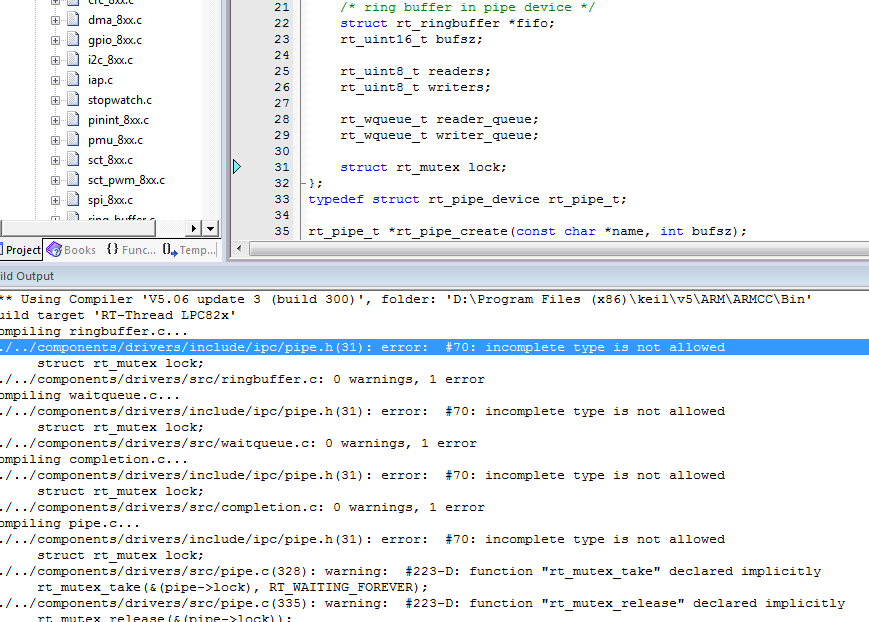 dma_8xx.c
gpio_8xx.c
i2c_8xx.c
iap.c
stopwatch.c
pinint_8xx.c
pmu_8xx.c
sct_8xx.c
sct_pwm_8xx.c
spi_8xx.c
Project Books {} Func... Temp...
21 /* ring buffer in pipe device */
22 struct rt_ringbuffer *fifo;
23 rt_uint16_t bufsz;
24
25 rt_uint8_t readers;
26 rt_uint8_t writers;
27
28 rt_wqueue_t reader_queue;
29 rt_wqueue_t writer_queue;
30
31 struct rt_mutex lock;
32 };
33 typedef struct rt_pipe_device rt_pipe_t;
34
35 rt_pipe_t *rt_pipe_create(const char *name, int bufsz);
ild Output
** Using Compiler 'V5.06 update 3 (build 300)', folder: 'D:\Program Files (x86)\keil\v5\ARM\ARMCC\Bin'
uild target 'RT-Thread LPC82x'
ompiling ringbuffer.c...
./../components/drivers/include/ipc/pipe.h(31): error:  #70: incomplete type is not allowed
struct rt_mutex lock;
./../components/drivers/src/ringbuffer.c: 0 warnings, 1 error
ompiling waitqueue.c...
./../components/drivers/include/ipc/pipe.h(31): error:  #70: incomplete type is not allowed
struct rt_mutex lock;
./../components/drivers/src/waitqueue.c: 0 warnings, 1 error
ompiling completion.c...
./../components/drivers/include/ipc/pipe.h(31): error:  #70: incomplete type is not allowed
struct rt_mutex lock;
./../components/drivers/src/completion.c: 0 warnings, 1 error
ompiling pipe.c...
./../components/drivers/include/ipc/pipe.h(31): error:  #70: incomplete type is not allowed
struct rt_mutex lock;
./../components/drivers/src/pipe.c(328): warning:  #223-D: function "rt_mutex_take" declared implicitly
rt_mutex_take(&(pipe->lock), RT_WAITING_FOREVER);
./../components/drivers/src/pipe.c(335): warning:  #223-D: function "rt_mutex_release" declared implicitly
rt_mutex_release(&(pipe->lock));